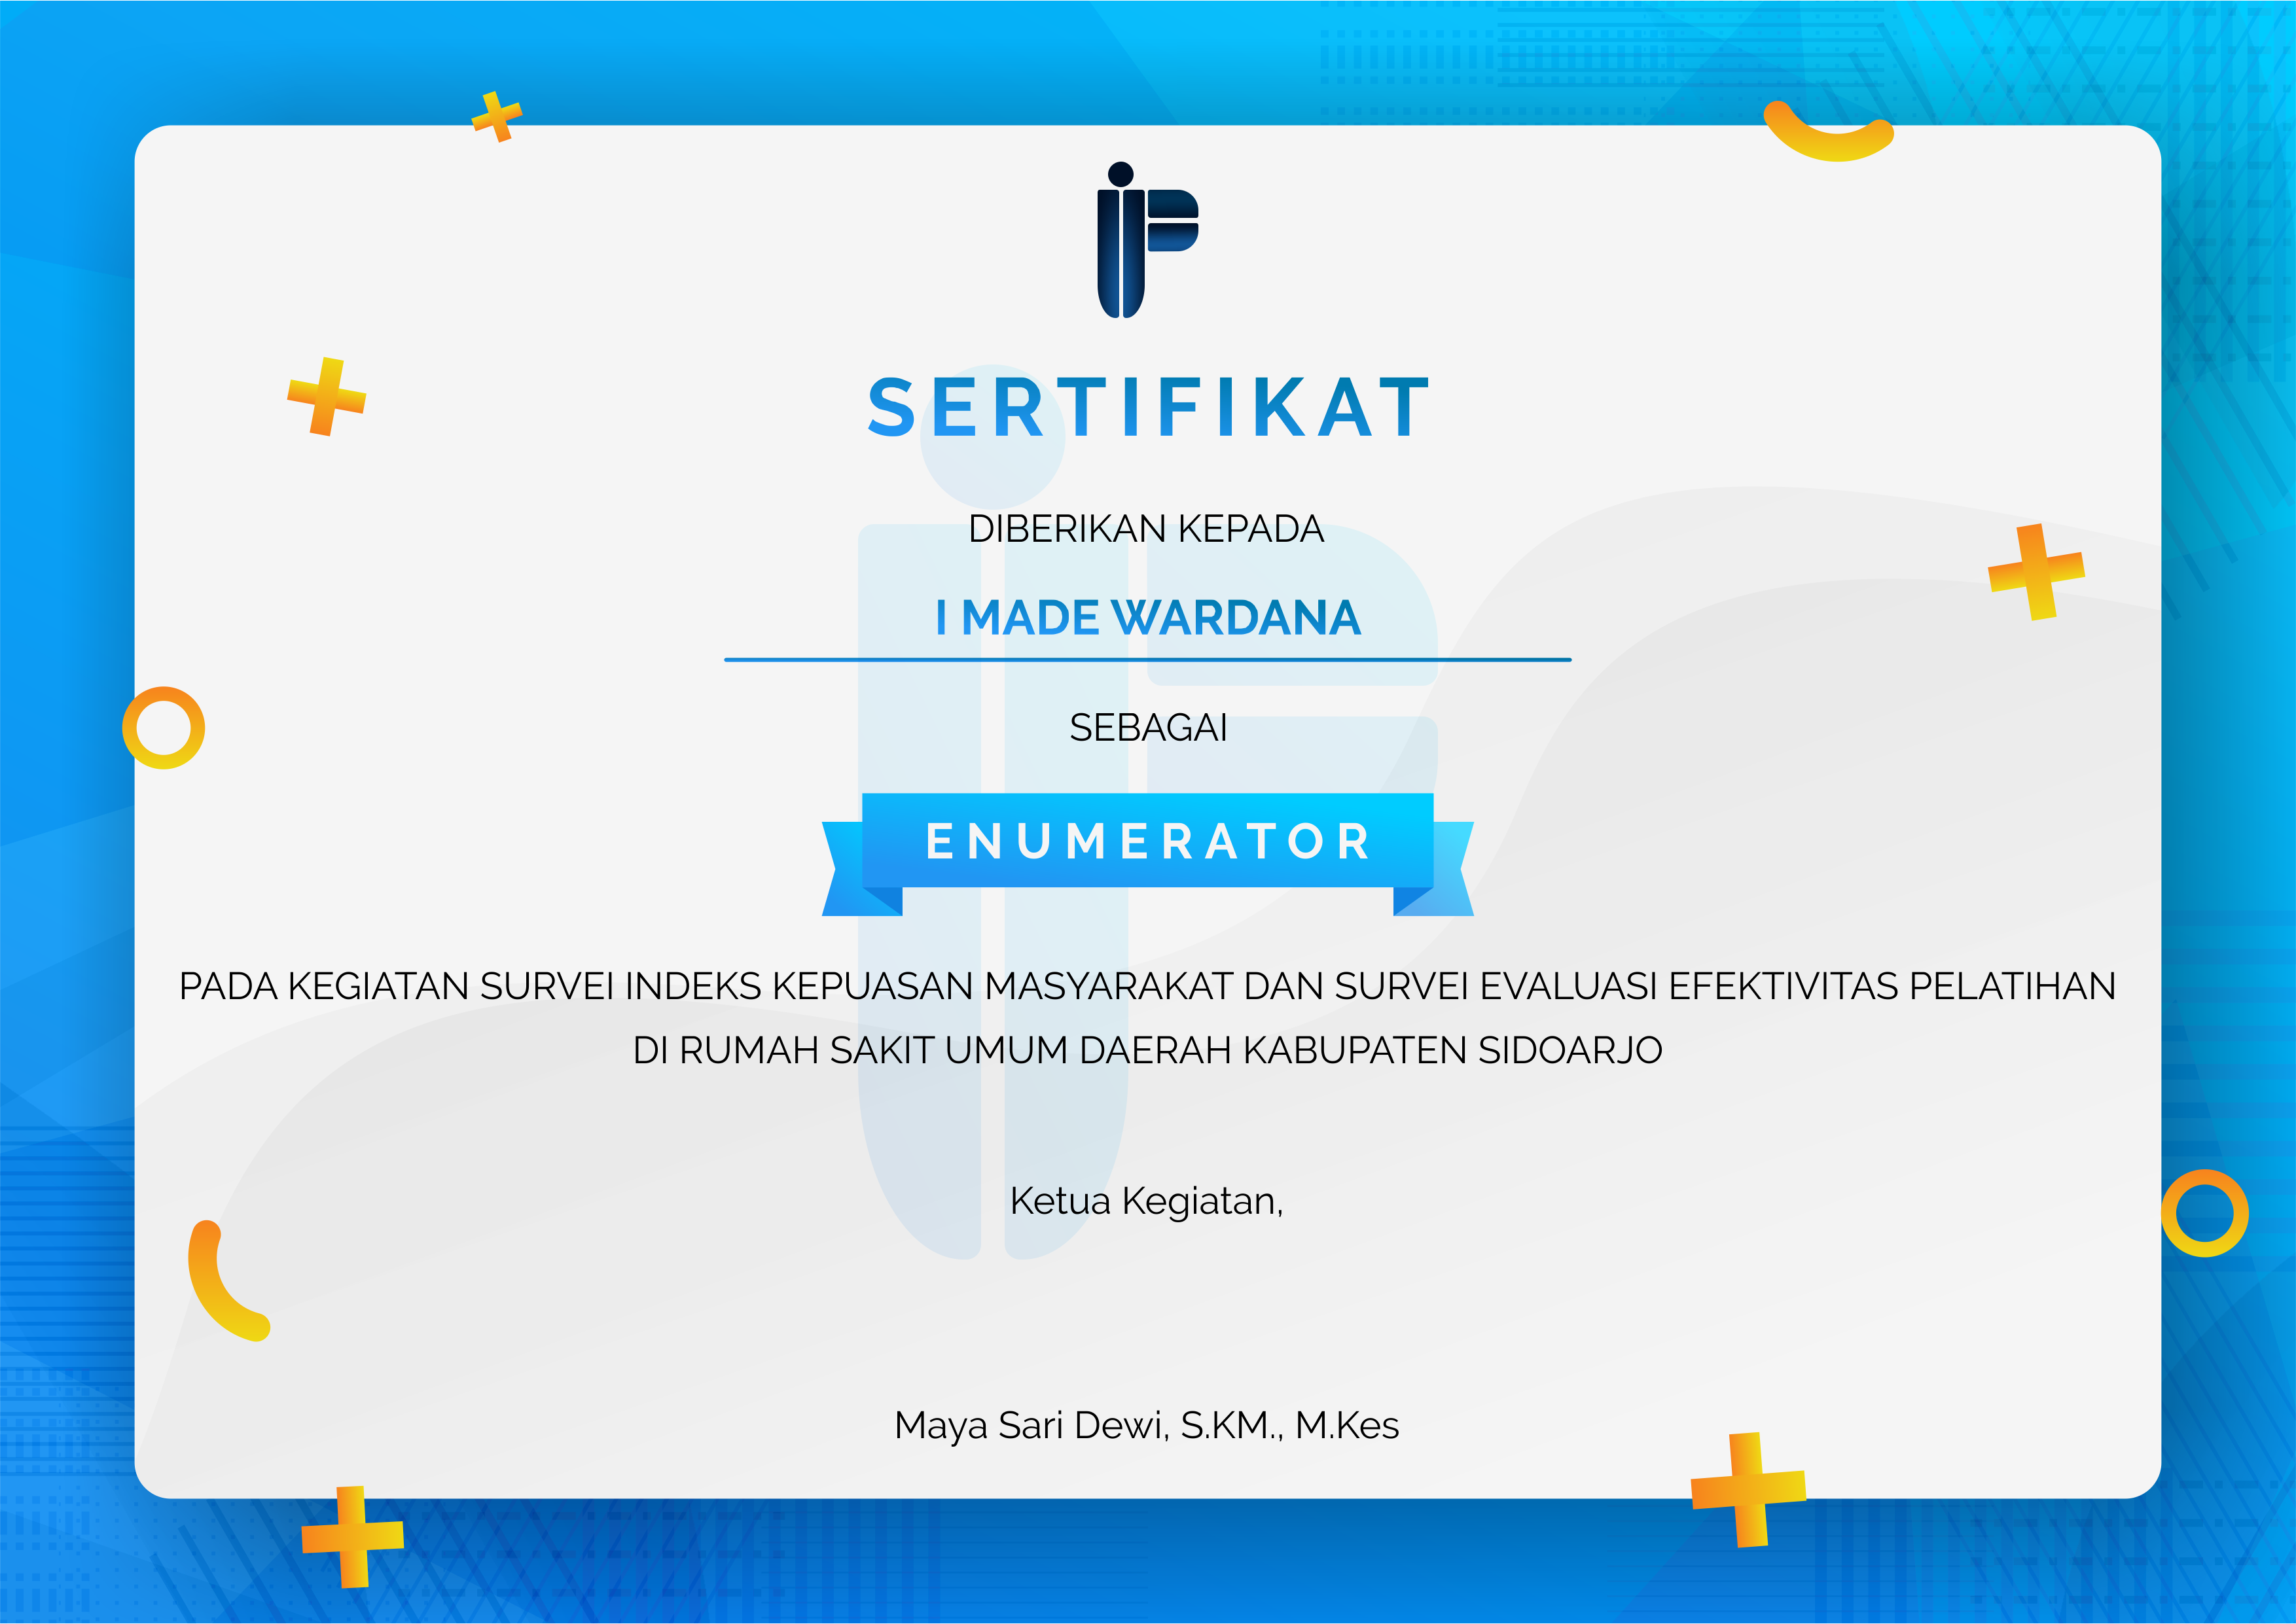 SERTIFIKAT
DIBERIKAN KEPADA
I MADE WARDANA
SEBAGAI
ENUMERATOR
PADA KEGIATAN SURVEI INDEKS KEPUASAN MASYARAKAT DAN SURVEI EVALUASI EFEKTIVITAS PELATIHAN
DI RUMAH SAKIT UMUM DAERAH KABUPATEN SIDOARJO
Ketua Kegiatan,
Maya Sari Dewi, S.KM., M.Kes